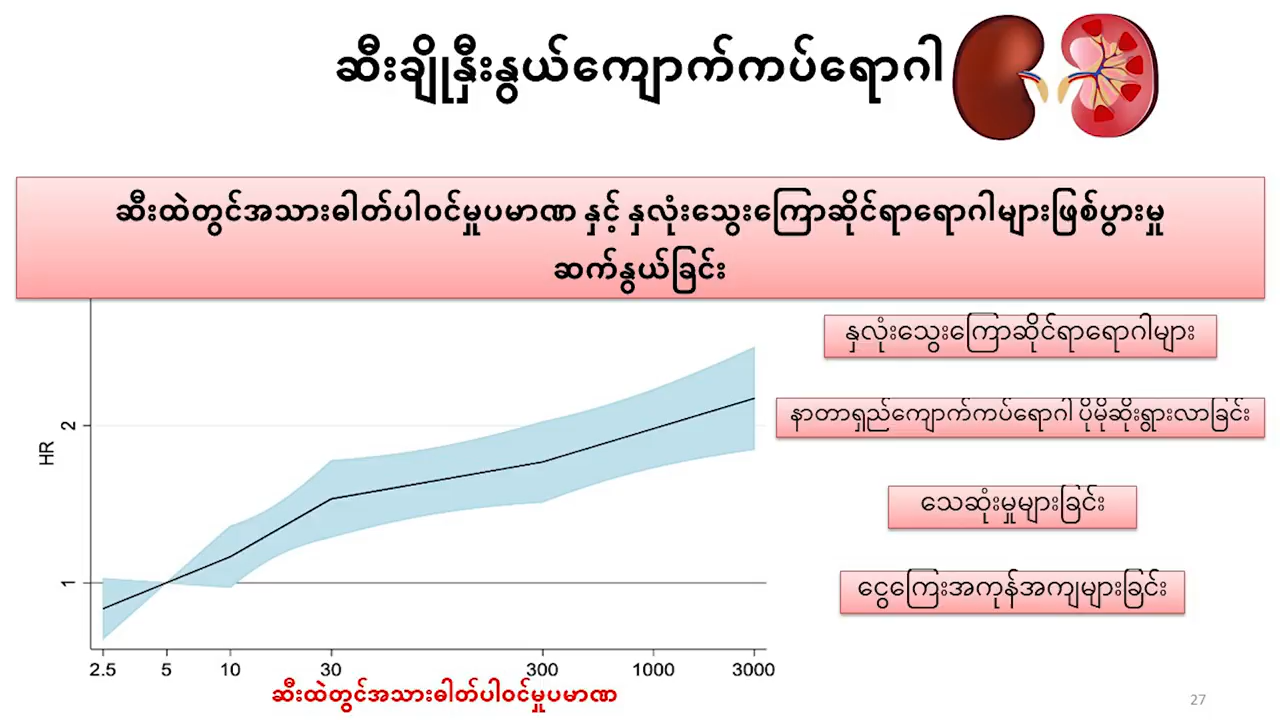 ဆီးချိုနှီးနွယ်ကျောက်ကပ်ရောဂါ
ဆီးထဲတွင်အသားဓါတ်ပါဝင်မှုပမာဏ နှင့် နှလုံးသွေးကြောဆိုင်ရာရောဂါများဖြစ်ပွားမှု
ဆက်နွယ်ခြင်း
နှလုံးသွေးကြောဆိုင်ရာရောဂါများ
နာတာရှည်ကျောက်ကပ်ရောဂါ ပိုမိုဆိုးရွားလာခြင်း
သေဆုံးမှုများခြင်း
ငွေကြေးအကုန်အကျများခြင်း
HR
2
1
2.5 5 10 30 300 1000 3000
ဆီးထဲတွင်အသားဓါတ်ပါဝင်မှုပမာဏ
27